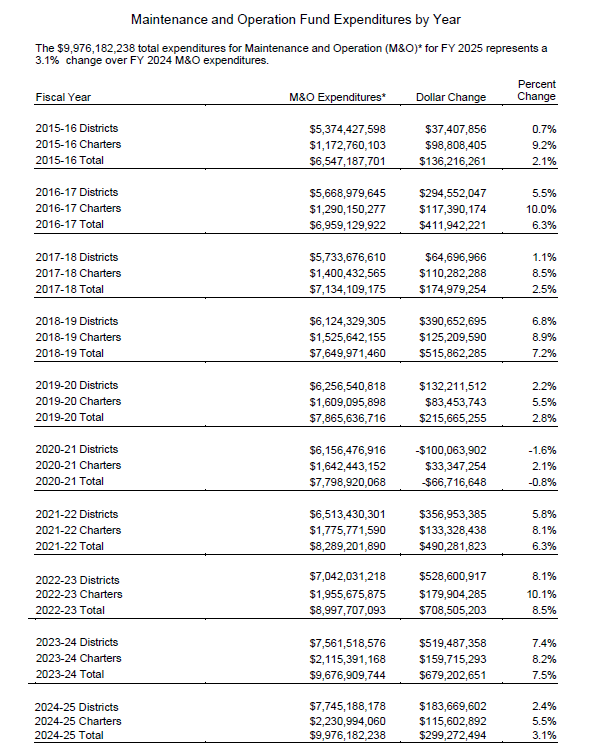 Maintenance and Operation Fund Expenditures by Year
The $9,976,182,238 total expenditures for Maintenance and Operation (M&O)* for FY 2025 represents a
3.1% change over FY 2024 M&O expenditures.
Fiscal Year M&O Expenditures* Dollar Change Percent Change
2015-16 Districts $5,374,427,598 $37,407,856 0.7%
2015-16 Charters $1,172,760,103 $98,808,405 9.2%
2015-16 Total $6,547,187,701 $136,216,261 2.1%
2016-17 Districts $5,668,979,645 $294,552,047 5.5%
2016-17 Charters $1,290,150,277 $117,390,174 10.0%
2016-17 Total $6,959,129,922 $411,942,221 6.3%
2017-18 Districts $5,733,676,610 $64,696,966 1.1%
2017-18 Charters $1,400,432,565 $110,282,288 8.5%
2017-18 Total $7,134,109,175 $174,979,254 2.5%
2018-19 Districts $6,124,329,305 $390,652,695 6.8%
2018-19 Charters $1,525,642,155 $125,209,590 8.9%
2018-19 Total $7,649,971,460 $515,862,285 7.2%
2019-20 Districts $6,256,540,818 $132,211,512 2.2%
2019-20 Charters $1,609,095,898 $83,453,743 5.5%
2019-20 Total $7,865,636,716 $215,665,255 2.8%
2020-21 Districts $6,156,476,916 -$100,063,902 -1.6%
2020-21 Charters $1,642,443,152 $33,347,254 2.1%
2020-21 Total $7,798,920,068 -$66,716,648 -0.8%
2021-22 Districts $6,513,430,301 $356,953,385 5.8%
2021-22 Charters $1,775,771,590 $133,328,438 8.1%
2021-22 Total $8,289,201,890 $490,281,823 6.3%
2022-23 Districts $7,042,031,218 $528,600,917 8.1%
2022-23 Charters $1,955,675,875 $179,904,285 10.1%
2022-23 Total $8,997,707,093 $708,505,203 8.5%
2023-24 Districts $7,561,518,576 $519,487,358 7.4%
2023-24 Charters $2,115,391,168 $159,715,293 8.2%
2023-24 Total $9,676,909,744 $679,202,651 7.5%
2024-25 Districts $7,745,188,178 $183,669,602 2.4%
2024-25 Charters $2,230,994,060 $115,602,892 5.5%
2024-25 Total $9,976,182,238 $299,272,494 3.1%